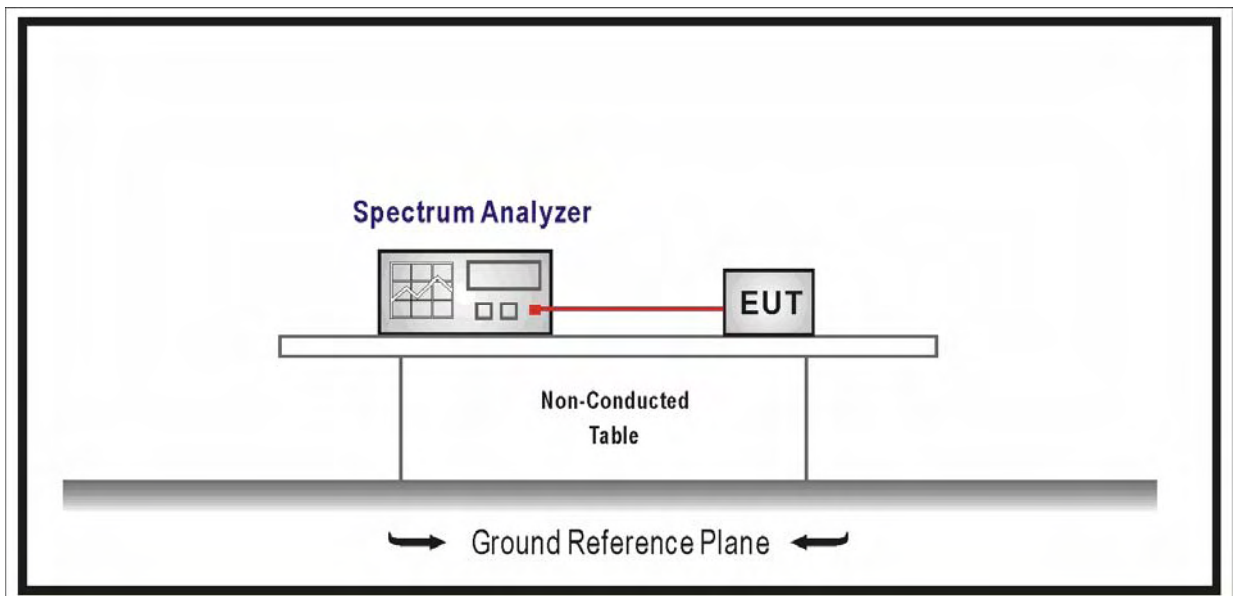 Spectrum Analyzer
EUT
Non-Conducted
Table
Ground Reference Plane